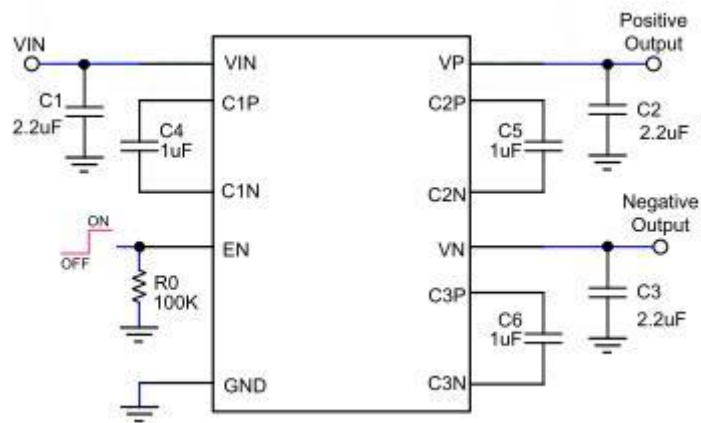 VIN
C1
2.2uF
C4
1uF
ON
OFF
R0
100K
VIN
C1P
C1N
EN
GND
VP
C2P
C2N
VN
C3P
C3N
C5
1uF
C6
1uF
Positive
Output
C2
2.2uF
Negative
Output
C3
2.2uF